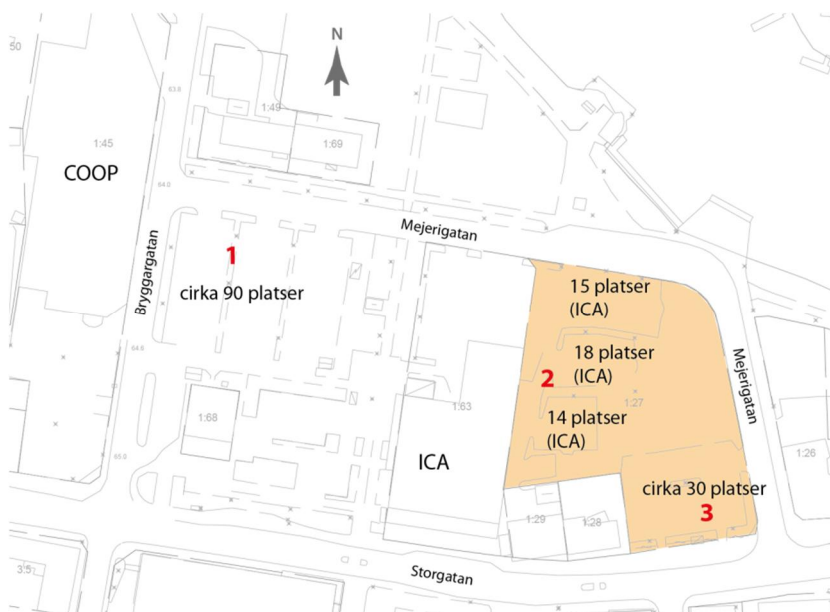 N
50
1:45
COOP
63.8
1:49
1:69
64.0
Mejerigatan
Bryggargatan
1
cirka 90 platser
15 platser
(ICA)
18 platser
(ICA)
2
Mejerigatan
64.6
1:27
14 platser
(ICA)
1:63
1:68
ICA
1:26
65.0
cirka 30 platser
3
1:29
1:28
Storgatan
3:5